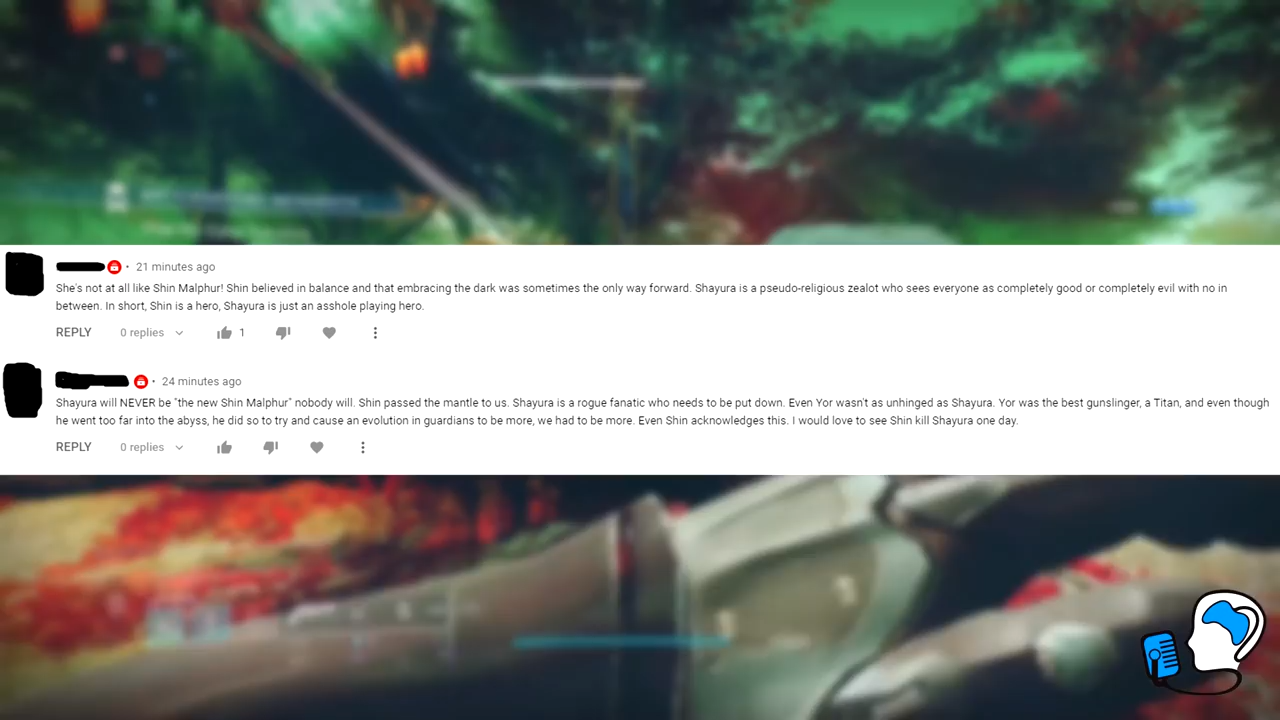 21 minutes ago
She's not at all like Shin Malphur! Shin believed in balance and that embracing the dark was sometimes the only way forward. Shayura is a pseudo-religious zealot who sees everyone as completely good or completely evil with no in
between. In short, Shin is a hero, Shayura is just an asshole playing hero.
REPLY 0 replies 1
24 minutes ago
Shayura will NEVER be "the new Shin Malphur" nobody will. Shin passed the mantle to us. Shayura is a rogue fanatic who needs to be put down. Even Yor wasn't as unhinged as Shayura. Yor was the best gunslinger, a Titan, and even though
he went too far into the abyss, he did so to try and cause an evolution in guardians to be more, we had to be more. Even Shin acknowledges this. I would love to see Shin kill Shayura one day.
REPLY 0 replies